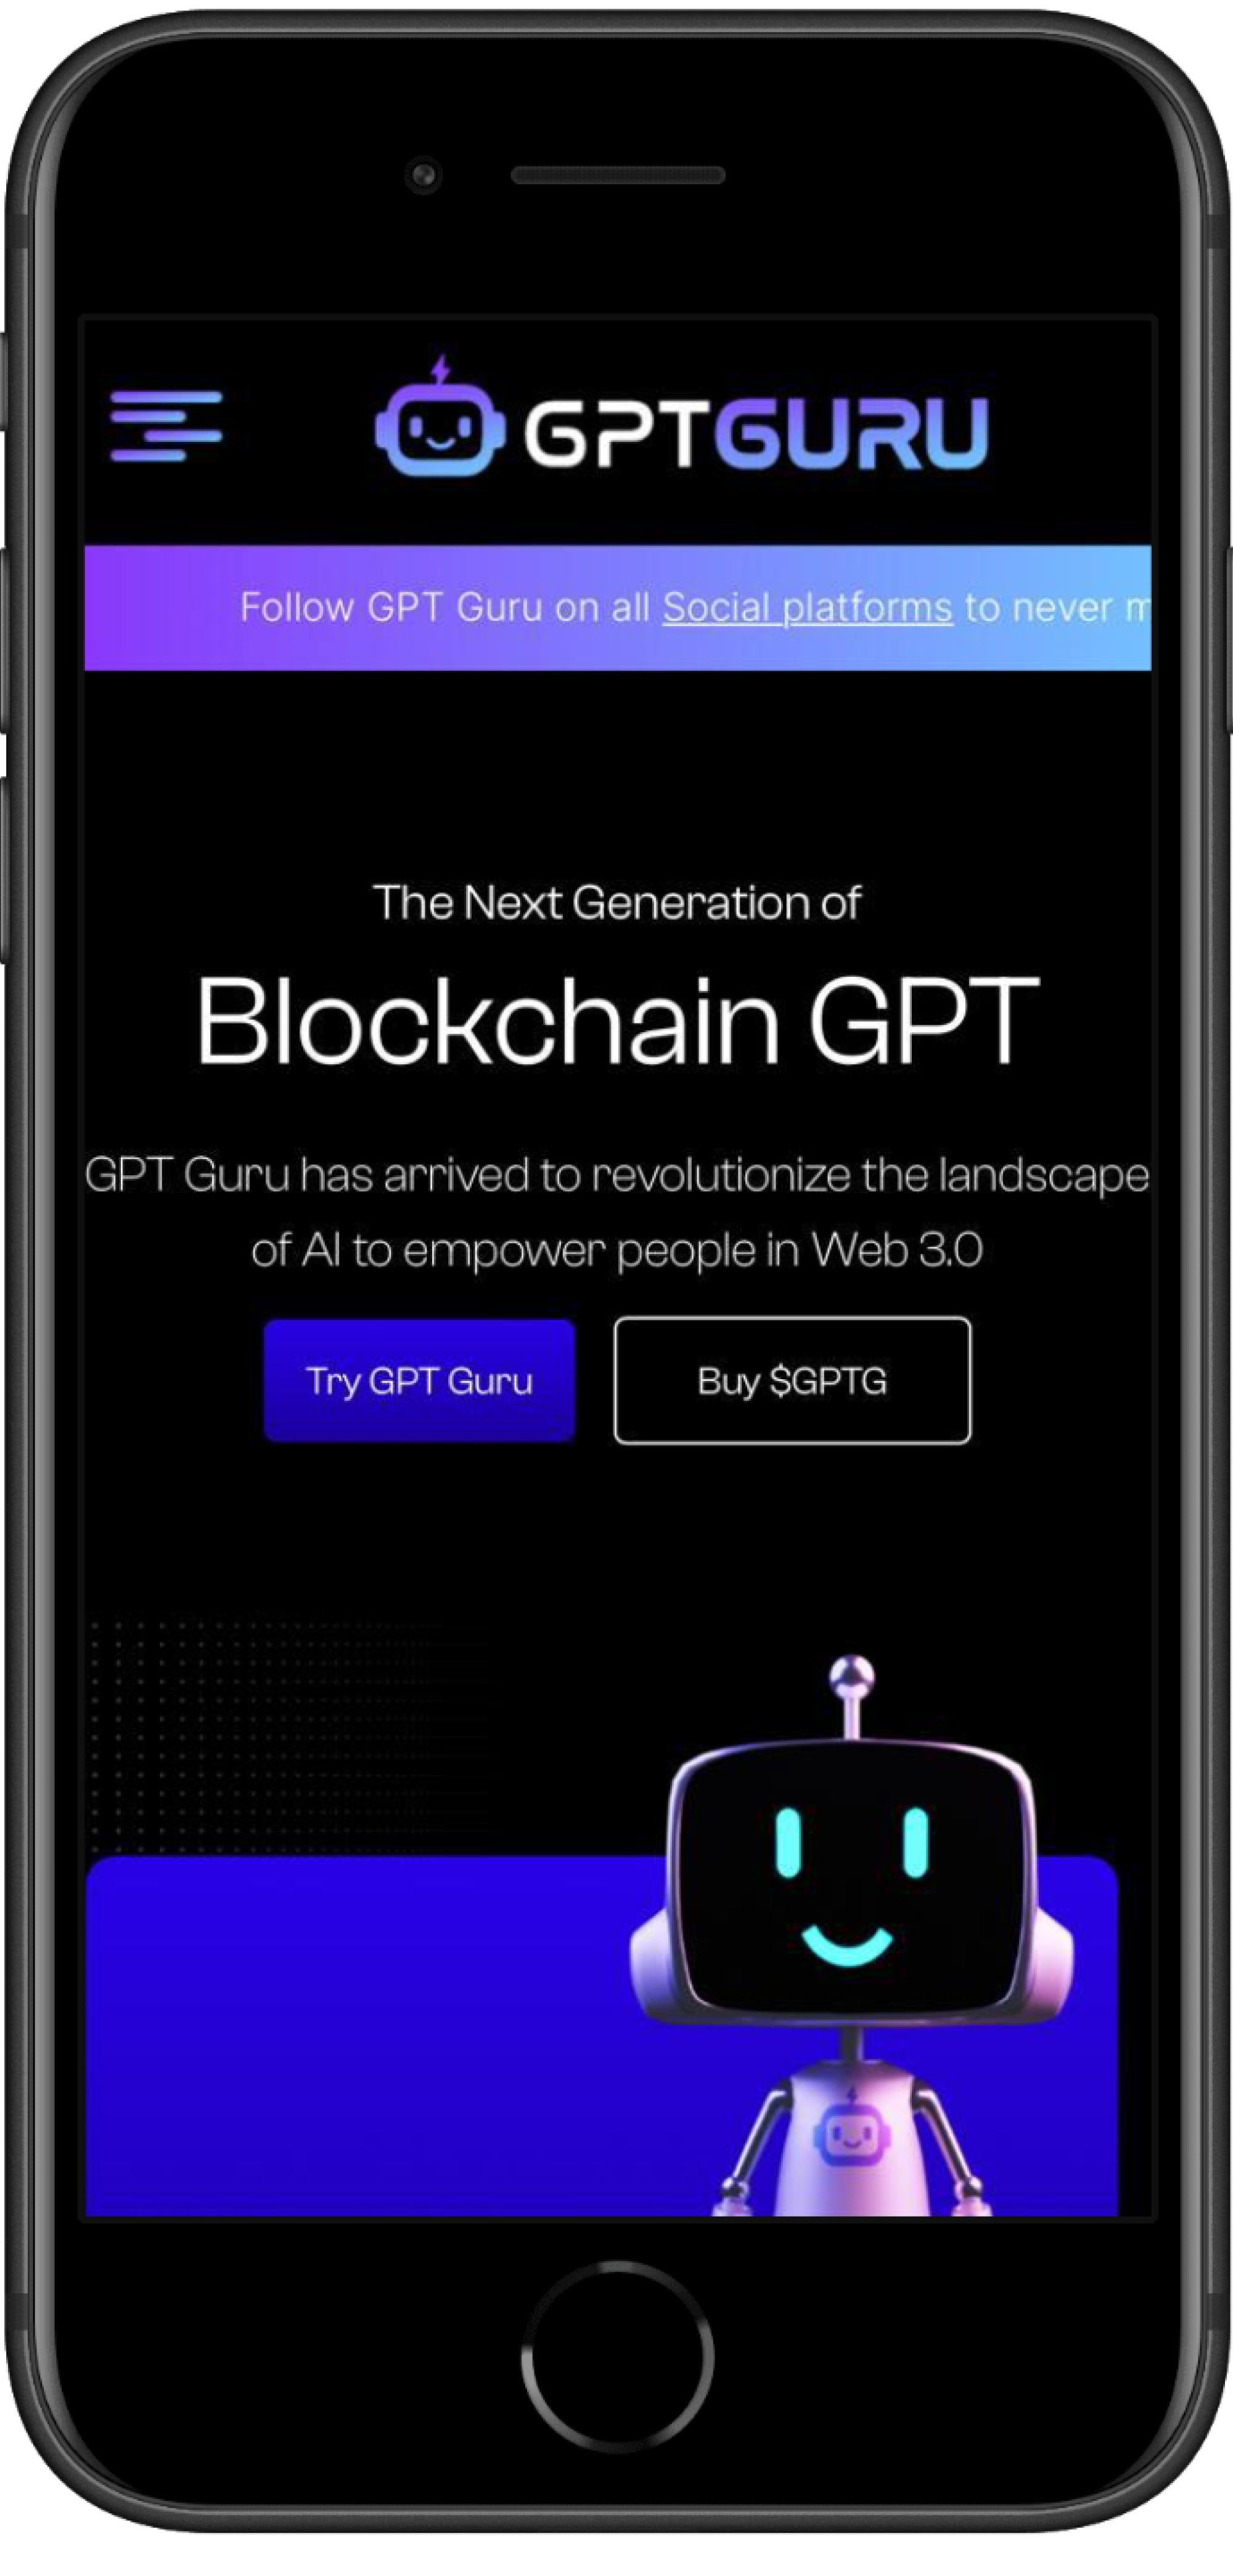 GPTGURU
Follow GPT Guru on all Social platforms to never
The Next Generation of
Blockchain GPT
GPT Guru has arrived to revolutionize the landscape
of AI to empower people in Web 3.0
Try GPT Guru
Buy $GPTG